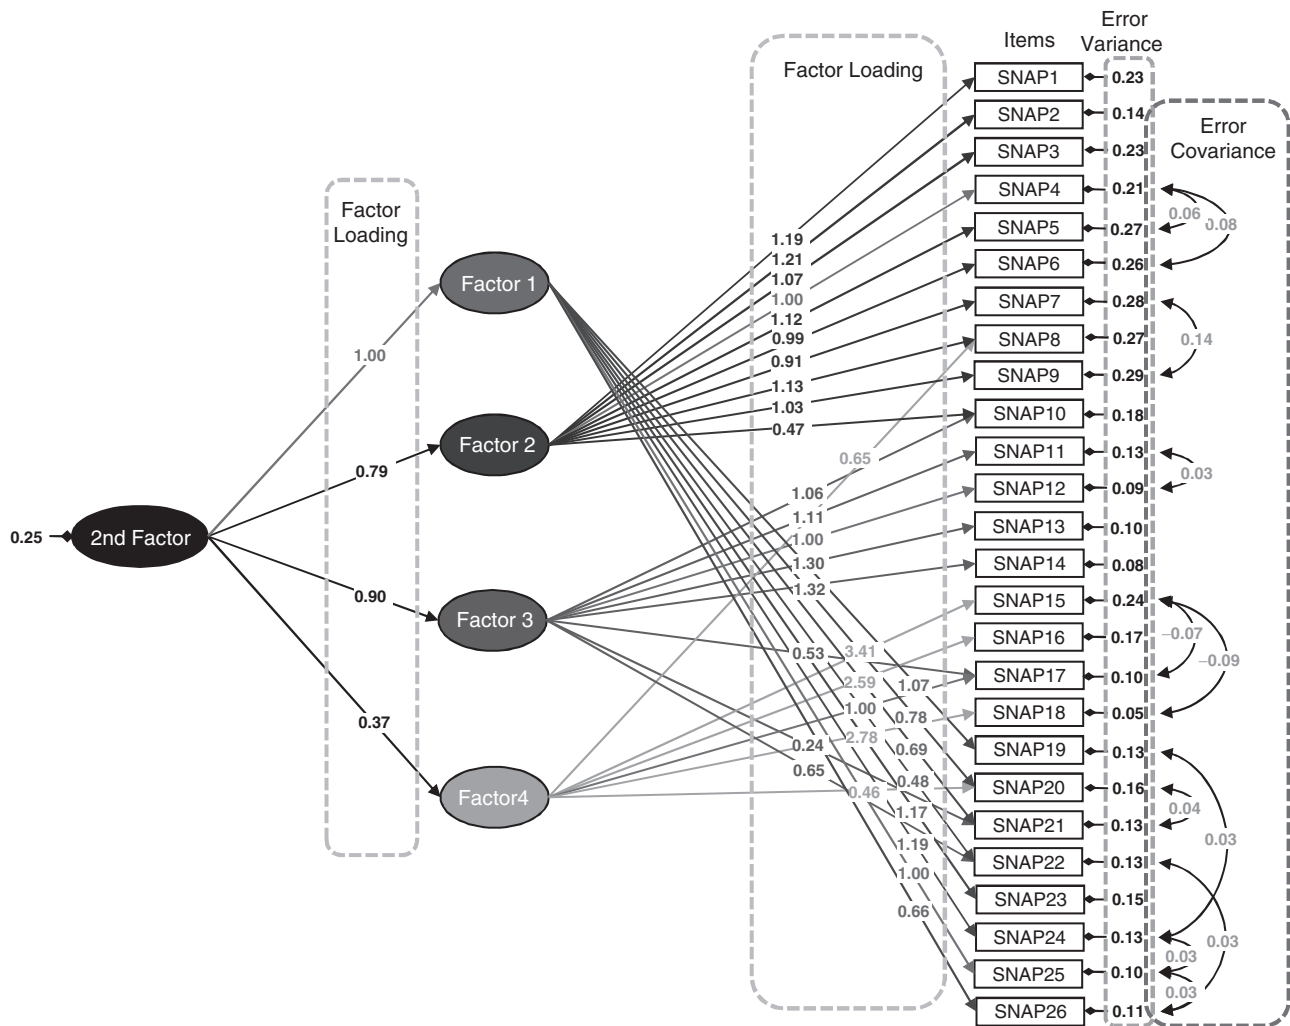 Error
Variance
Items
Factor Loading
SNAP1
0.23
SNAP2
0.14
Error
Covariance
SNAP3
0.23
SNAP4
0.21
0.06
0.08
Factor
Loading
SNAP5
0.27
1.19
1.21
SNAP6
0.26
1.07
Factor 1
1.00
SNAP7
0.28
1.12
0.99
SNAP8
0.27
0.14
1.00
0.91
SNAP9
0.29
1.13
1.03
SNAP10
0.18
0.47
Factor 2
0.65
SNAP11
0.13
0.79
0.03
SNAP12
0.09
1.06
1.11
SNAP13
0.10
0.25
2nd Factor
1.00
1.30
SNAP14
0.08
1.32
0.90
SNAP15
0.24
Factor 3
SNAP16
0.17
−0.07
0.53
3.41
−0.09
SNAP17
0.10
2.59
1.07
1.00
SNAP18
0.05
0.37
0.78
2.78
0.24
0.69
SNAP19
0.13
0.65
0.48
SNAP20
0.16
Factor4
0.46
0.04
1.17
SNAP21
0.13
0.03
1.19
SNAP22
0.13
1.00
SNAP23
0.15
0.66
SNAP24
0.13
0.03
0.03
SNAP25
0.10
0.03
SNAP26
0.11